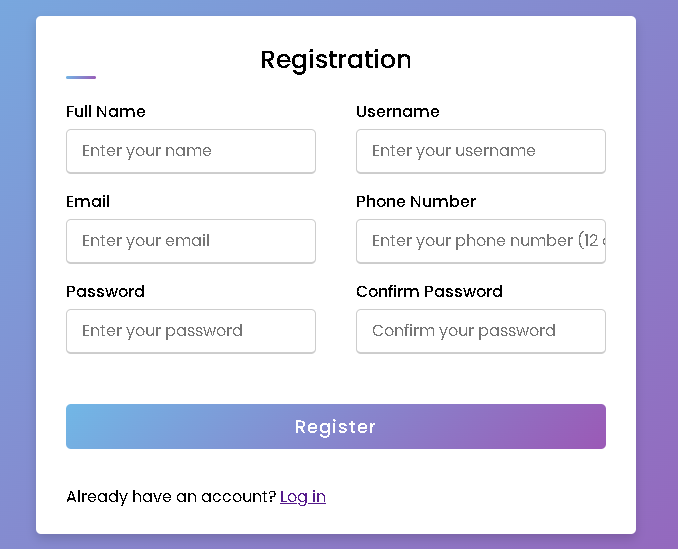 Registration
Full Name
Username
Enter your name
Enter your username
Email
Phone Number
Enter your email
Enter your phone number (12
Password
Confirm Password
Enter your password
Confirm your password
Register
Already have an account? Log in